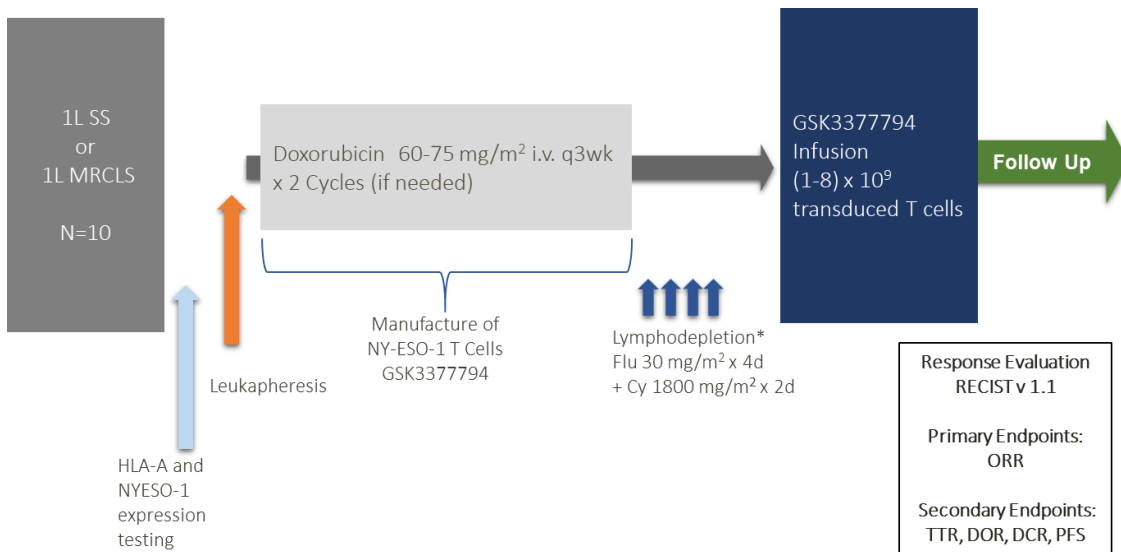 1L SS
or
1L MRCLS
N=10
HLA-A and
NYESO-1
expression
testing
Leukapheresis
Doxorubicin 60-75 mg/m² i.v. q3wk
x 2 Cycles (if needed)
Manufacture of
NY-ESO-1 T Cells
GSK3377794
Lymphodepletion*
Flu 30 mg/m² x 4d
+ Cy 1800 mg/m² x 2d
GSK3377794
Infusion
(1-8) x 10⁹
transduced T cells
Follow Up
Response Evaluation
RECIST v 1.1
Primary Endpoints:
ORR
Secondary Endpoints:
TTR, DOR, DCR, PFS